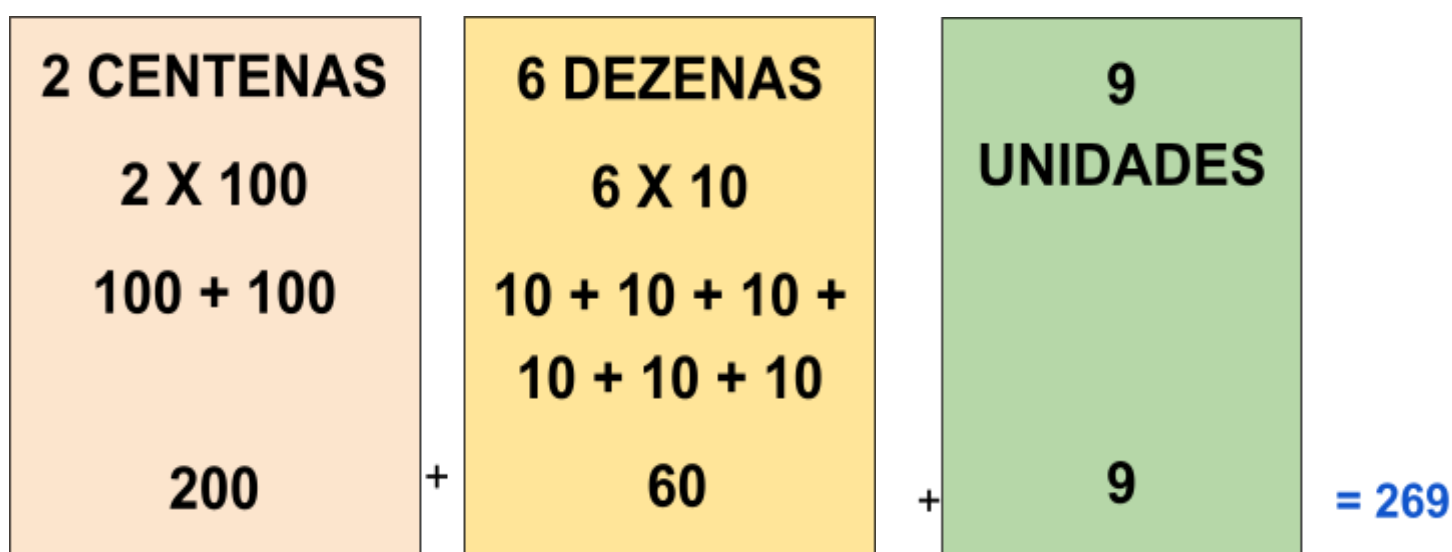 2 CENTENAS
2 X 100
100 + 100
200
+
6 DEZENAS
6 X 10
10 + 10 + 10 +
10 + 10 + 10
60
+
9
UNIDADES
9
= 269